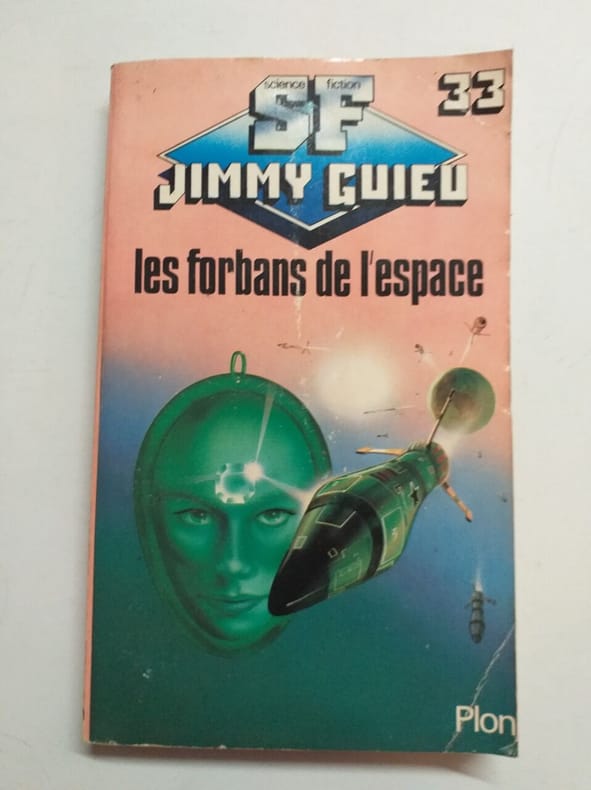 science fiction
SF
33
JIMMY GUIEU
les forbans de l'espace
Plon